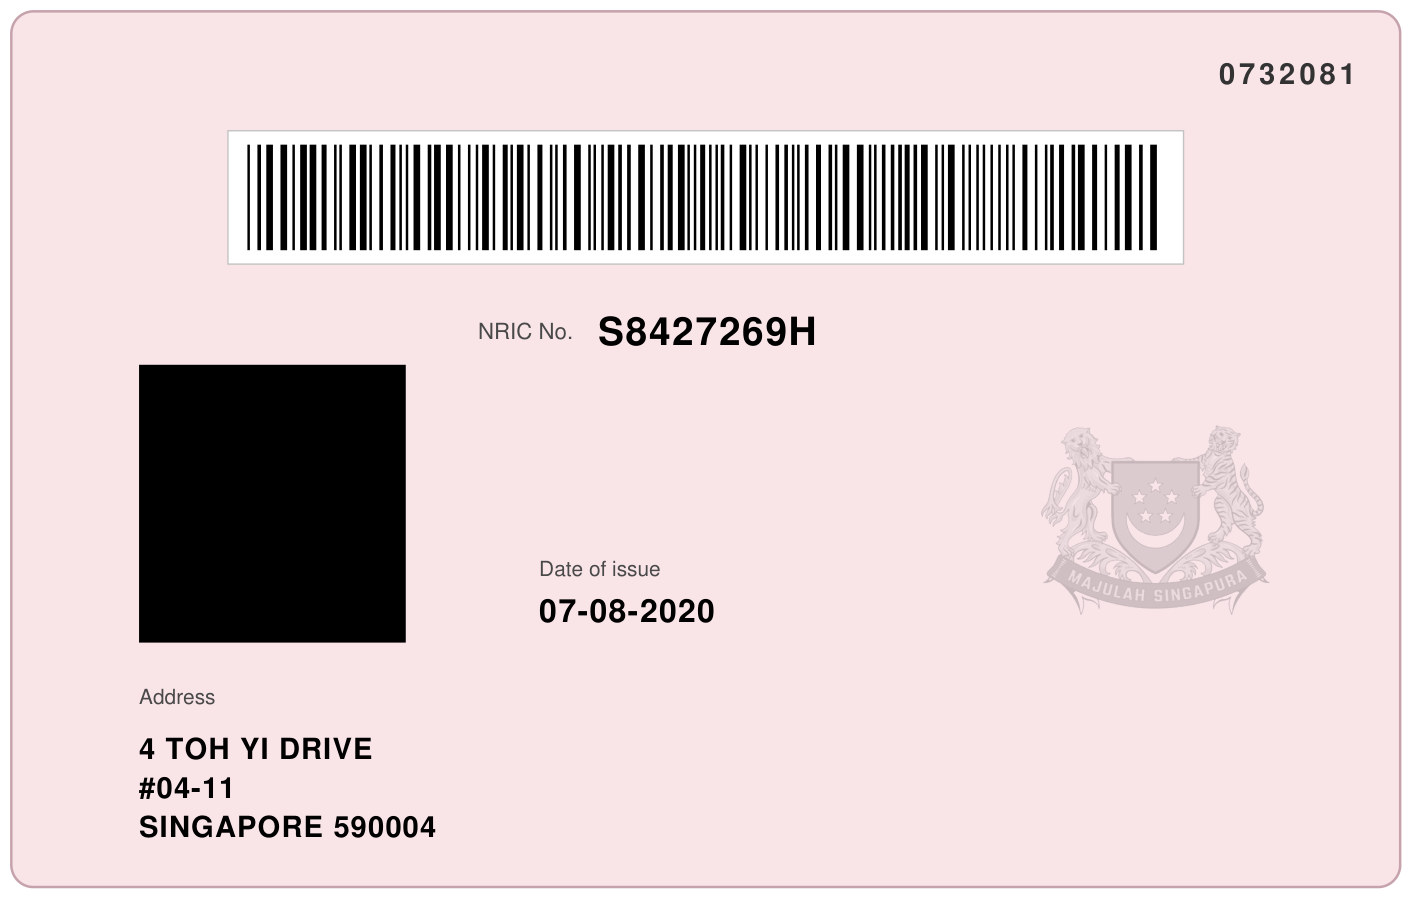 0732081
NRIC No. S8427269H
Date of issue
07-08-2020
MAJULAH SINGAPURA
Address
4 TOH YI DRIVE
#04-11
SINGAPORE 590004